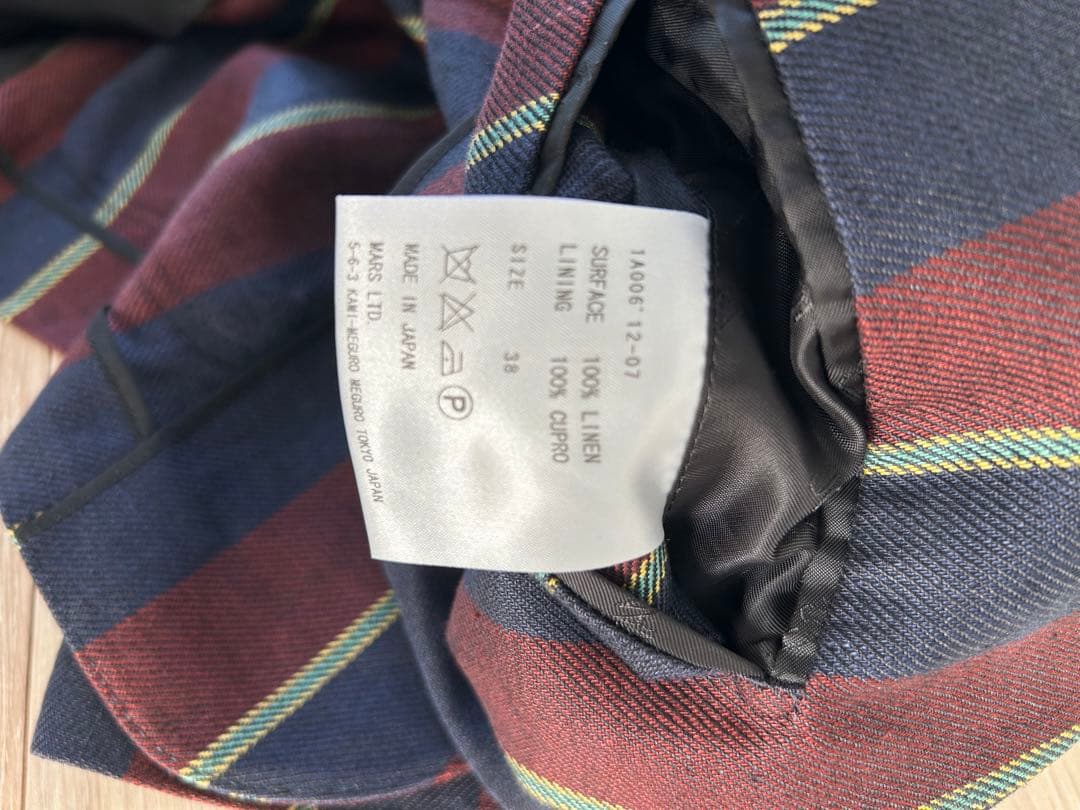 1A006'12-07
SURFACE 100% LINEN
LINING 100% CUPRO
SIZE 38
P
MADE IN JAPAN
MARS LTD.
5-6-3 KAMI-MEGURO MEGURO TOKYO JAPAN